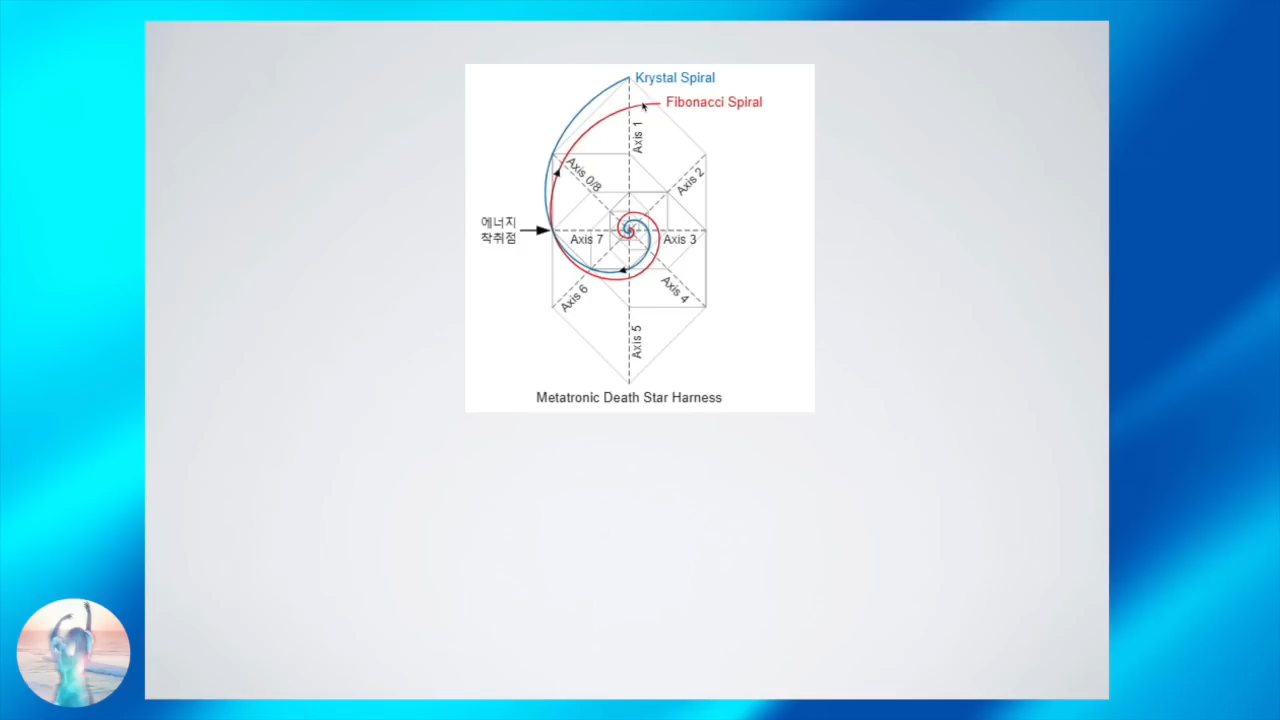 Krystal Spiral
Fibonacci Spiral
Axis 1
Axis 0/8
Axis 2
에너지
착취점
Axis 7
Axis 3
Axis 6
Axis 4
Axis 5
Metatronic Death Star Harness